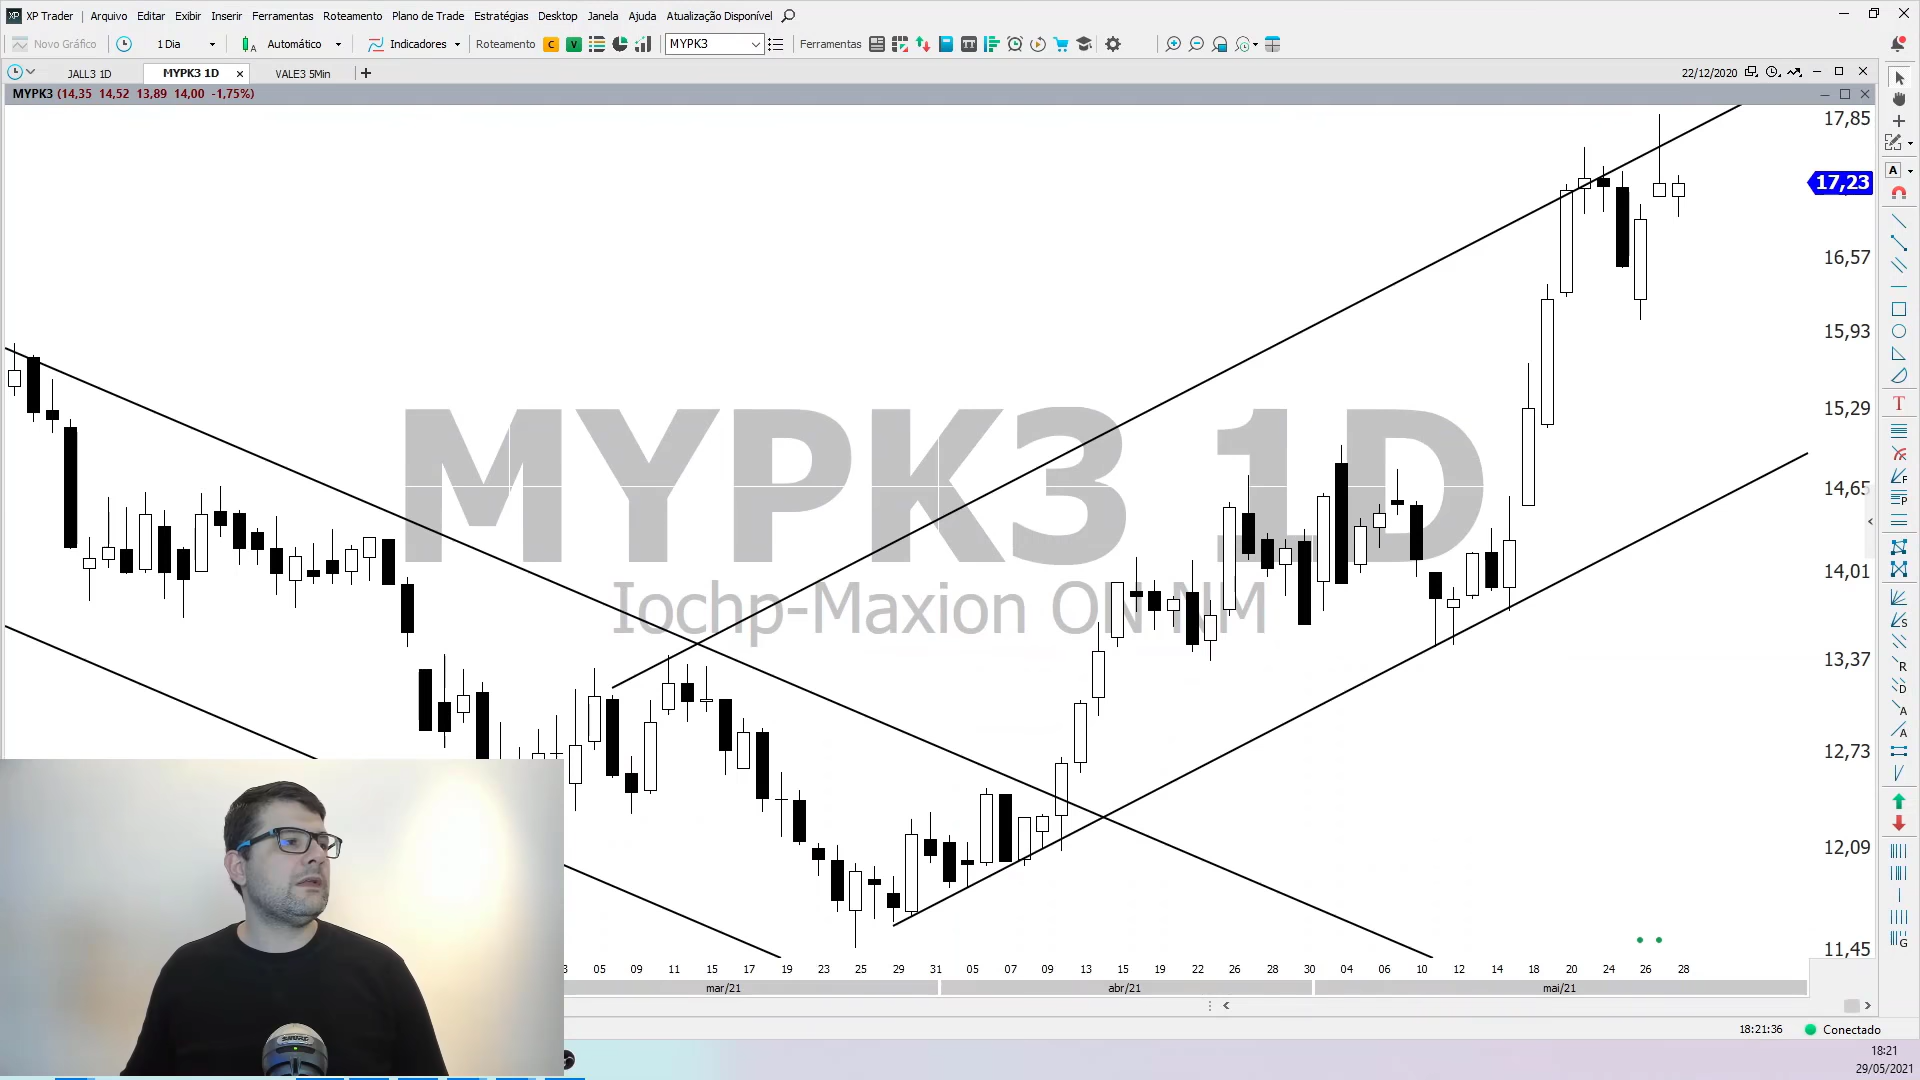 XP XP Trader Arquivo Editar Exibir Inserir Ferramentas Roteamento Plano de Trade Estratégias Desktop Janela Ajuda Atualização Disponível
Novo Gráfico 1 Dia Automático Indicadores Roteamento C V MYPK3 Ferramentas
JALL3 1D MYPK3 1D VALE3 5Min 22/12/2020
MYPK3 (14,35 14,52 13,89 14,00 -1,75%)
17,85
17,23
16,57
15,93
15,29
14,65
14,01
13,37
12,73
12,09
11,45
MYPK3 1D
Iochp-Maxion ON NM
3 05 09 11 15 17 19 23 25 29 31 05 07 09 13 15 19 22 26 28 30 04 06 10 12 14 18 20 24 26 28
mar/21 abr/21 mai/21
18:21:36 Conectado
18:21
29/05/2021